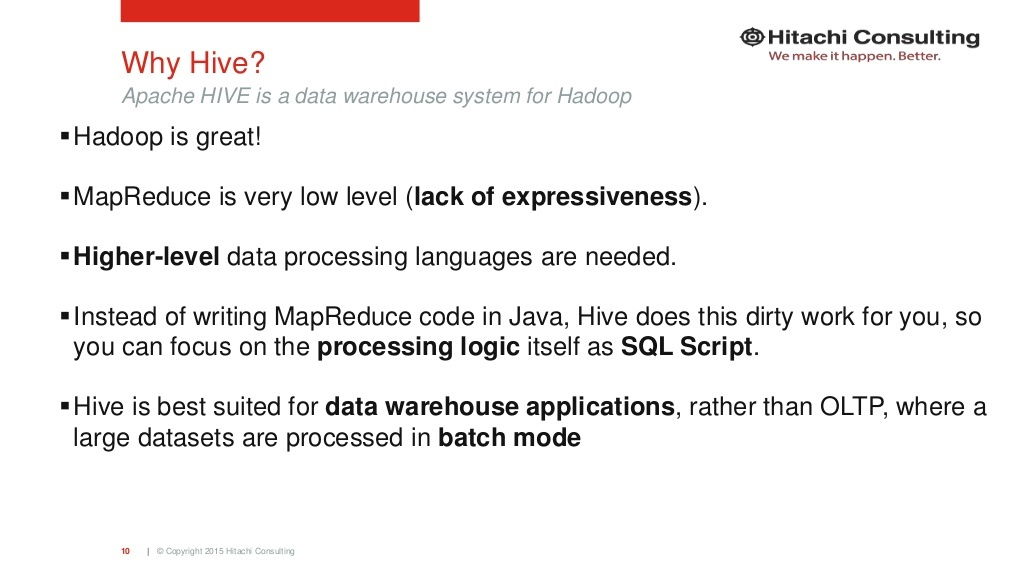 Hitachi Consulting
We make it happen. Better.
Why Hive?
Apache HIVE is a data warehouse system for Hadoop
▪Hadoop is great!
▪MapReduce is very low level (lack of expressiveness).
▪Higher-level data processing languages are needed.
▪Instead of writing MapReduce code in Java, Hive does this dirty work for you, so
you can focus on the processing logic itself as SQL Script.
▪Hive is best suited for data warehouse applications, rather than OLTP, where a
large datasets are processed in batch mode
10 | © Copyright 2015 Hitachi Consulting